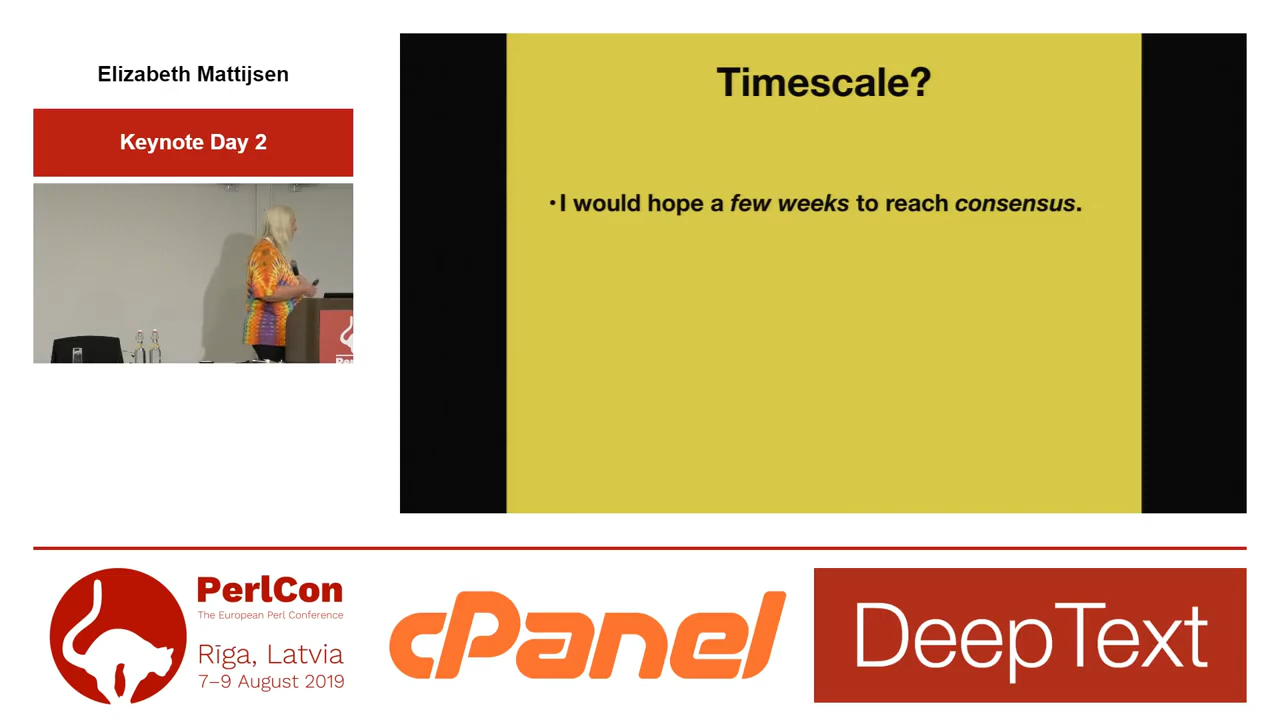 Elizabeth Mattijsen
Keynote Day 2
Timescale?
•I would hope a few weeks to reach consensus.
PerlCon
The European Perl Conference
Rīga, Latvia
7–9 August 2019
cPanel
DeepText